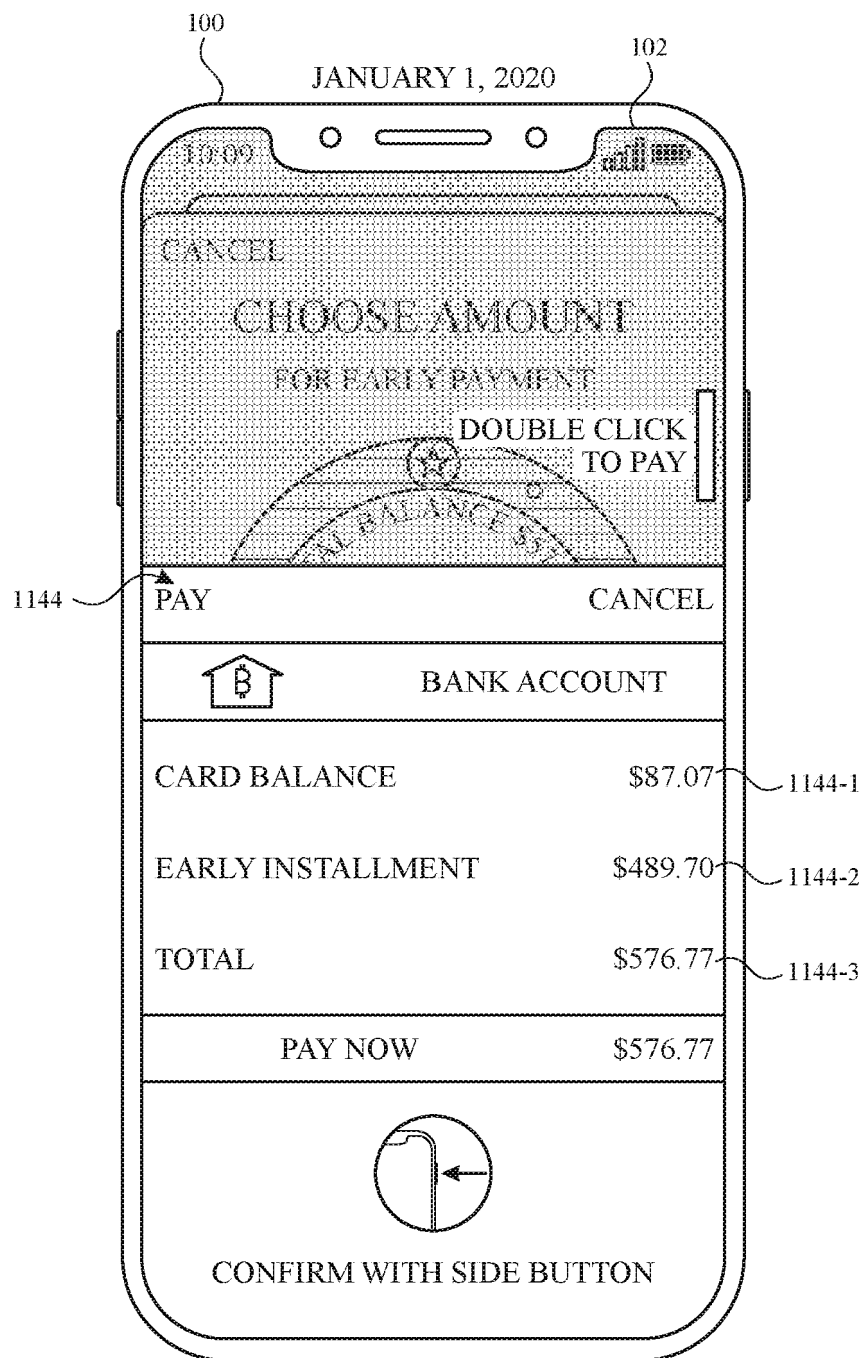 100
102
JANUARY 1, 2020
10:09
CANCEL
CHOOSE AMOUNT
FOR EARLY PAYMENT
DOUBLE CLICK
TO PAY
BALANCE $57
1144
PAY CANCEL
BANK ACCOUNT
CARD BALANCE $87.07 1144-1
EARLY INSTALLMENT $489.70 1144-2
TOTAL $576.77 1144-3
PAY NOW $576.77
CONFIRM WITH SIDE BUTTON